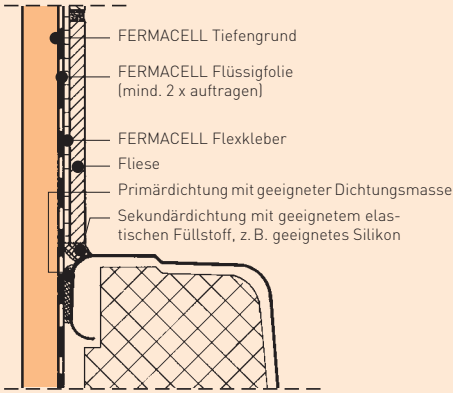 FERMACELL Tiefengrund
FERMACELL Flüssigfolie
(mind. 2 x auftragen)
FERMACELL Flexkleber
Fliese
Primärdichtung mit geeigneter Dichtungsmasse
Sekundärdichtung mit geeignetem elas-
tischen Füllstoff, z. B. geeignetes Silikon